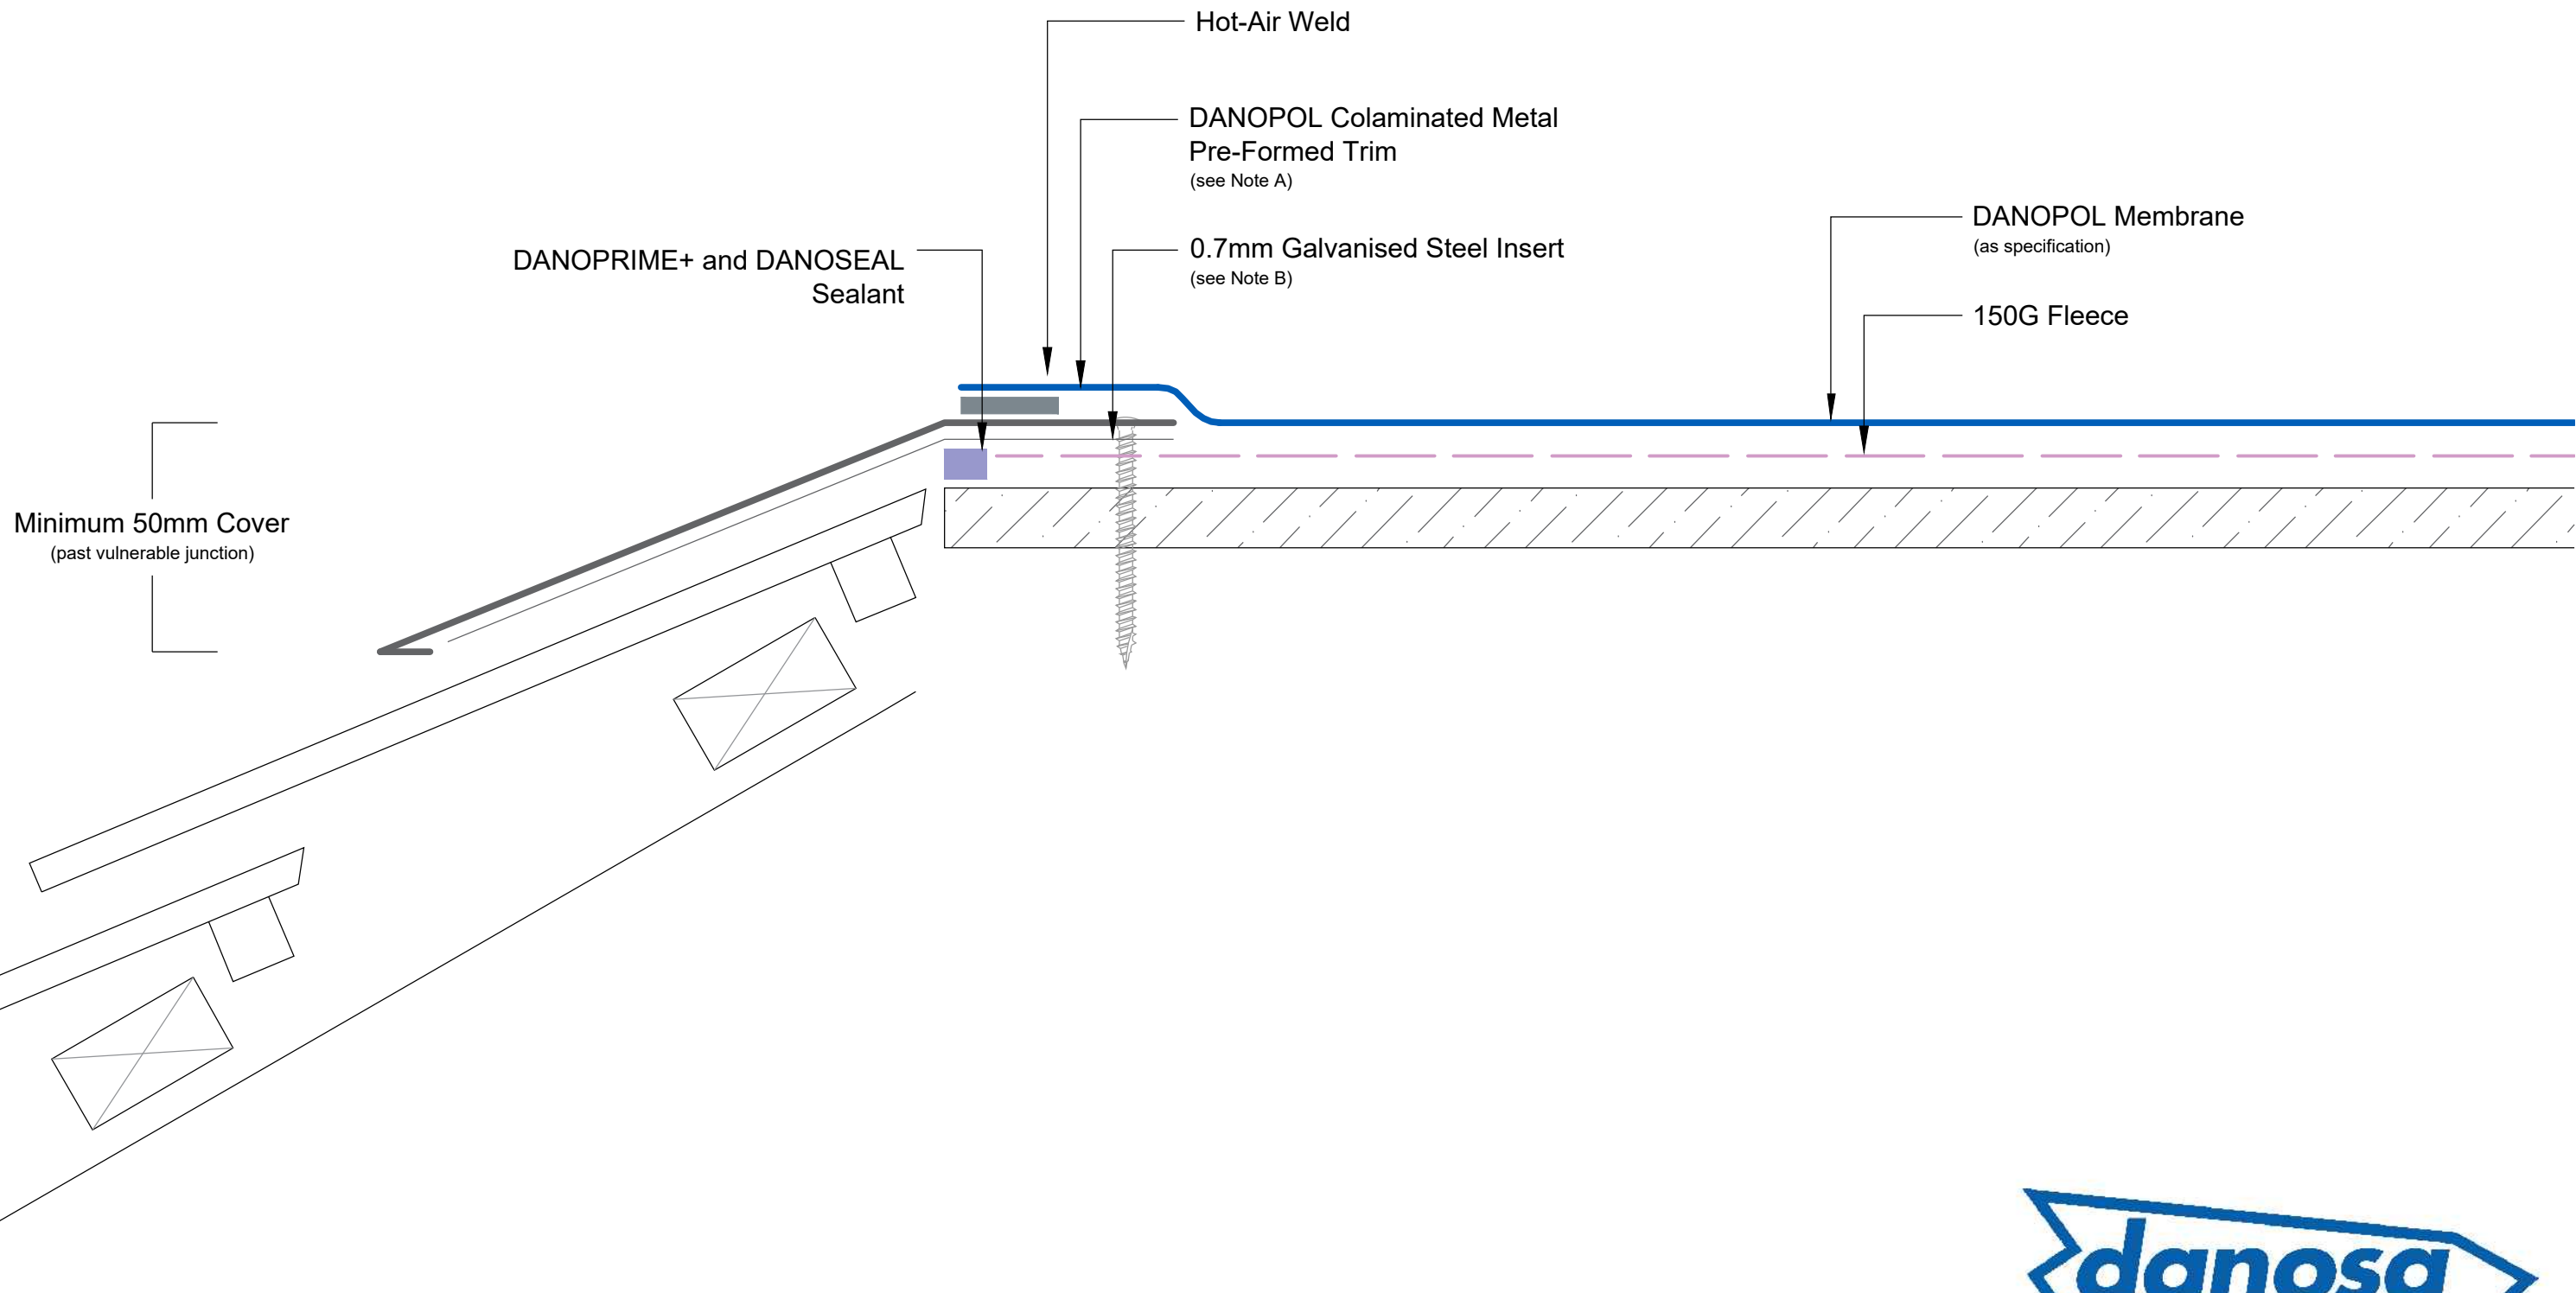 Hot-Air Weld
DANOPOL Colaminated Metal
Pre-Formed Trim
(see Note A)
DANOPOL Membrane
(as specification)
DANOPRIME+ and DANOSEAL
Sealant
0.7mm Galvanised Steel Insert
(see Note B)
150G Fleece
Minimum 50mm Cover
(past vulnerable junction)
danosa